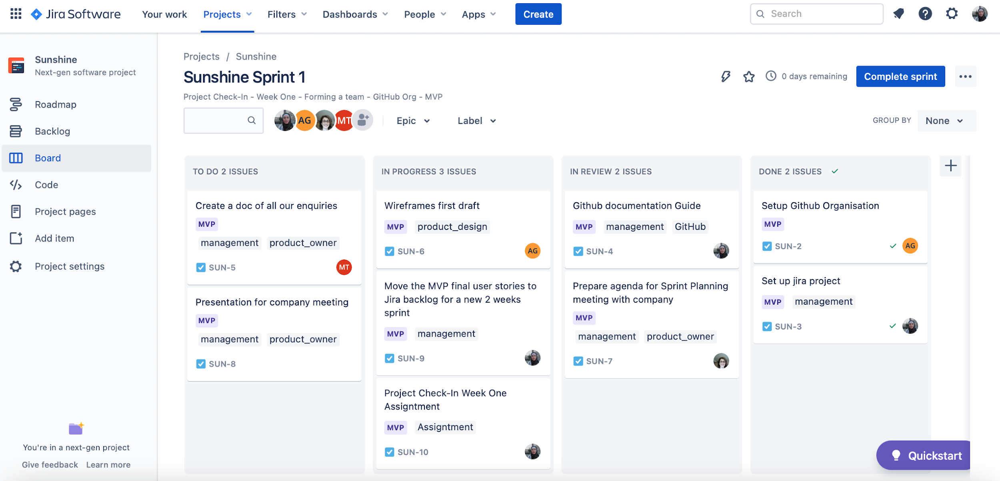 Jira Software
Your work
Projects
Filters
Dashboards
People
Apps
Create
Search
Sunshine
Next-gen software project
Roadmap
Backlog
Board
Code
Project pages
Add item
Project settings
You're in a next-gen project
Give feedback Learn more
Projects / Sunshine
Sunshine Sprint 1
0 days remaining
Complete sprint
Project Check-In - Week One - Forming a team - GitHub Org - MVP
AG
MT
Epic
Label
GROUP BY
None
TO DO 2 ISSUES
Create a doc of all our enquiries
MVP
management product_owner
SUN-5
MT
Presentation for company meeting
MVP
management product_owner
SUN-8
IN PROGRESS 3 ISSUES
Wireframes first draft
MVP product_design
SUN-6
AG
Move the MVP final user stories to
Jira backlog for a new 2 weeks
sprint
MVP management
SUN-9
Project Check-In Week One
Assigntment
MVP Assigntment
SUN-10
IN REVIEW 2 ISSUES
Github documentation Guide
MVP management GitHub
SUN-4
Prepare agenda for Sprint Planning
meeting with company
MVP
management product_owner
SUN-7
DONE 2 ISSUES
Setup Github Organisation
MVP
SUN-2
AG
Set up jira project
MVP management
SUN-3
Quickstart